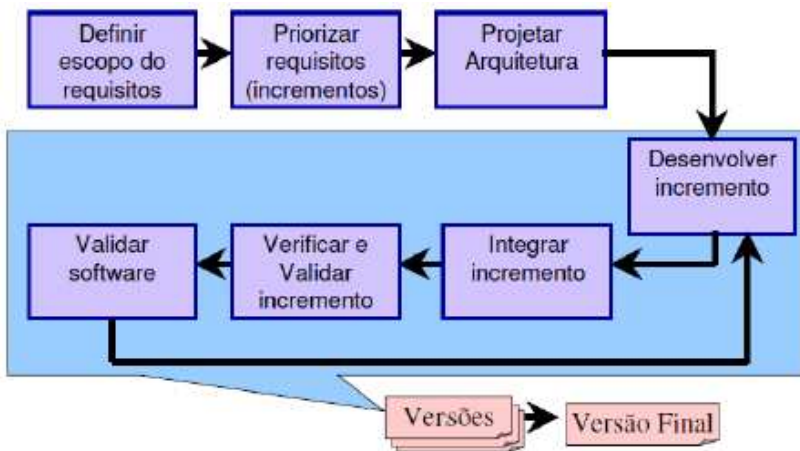 Definir
escopo do
requisitos
Priorizar
requisitos
(incrementos)
Projetar
Arquitetura
Desenvolver
incremento
Validar
software
Verificar e
Validar
incremento
Integrar
incremento
Versões
Versão Final